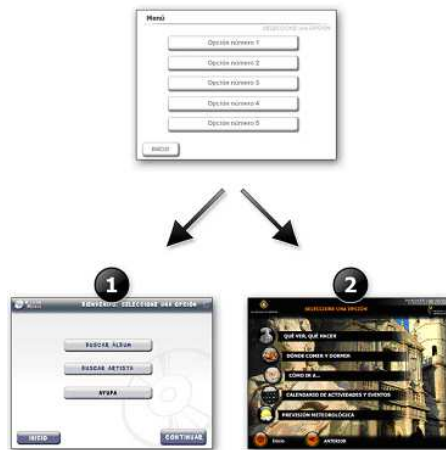 Menú
SELECCIONE una OPCIÓN
Opción número 1
Opción número 2
Opción número 3
Opción número 4
Opción número 5
INICIO
1
BIENVENIDO. SELECCIONE UNA OPCIÓN
BUSCAR ÁLBUM
BUSCAR ARTISTA
AYUDA
INICIO
CONTINUAR
2
SELECCIONE UNA OPCIÓN
QUÉ VER, QUÉ HACER
DÓNDE COMER Y DORMIR
CÓMO IR A...
CALENDARIO DE ACTIVIDADES Y EVENTOS
PREVISIÓN METEOROLÓGICA
Inicio
ANTERIOR